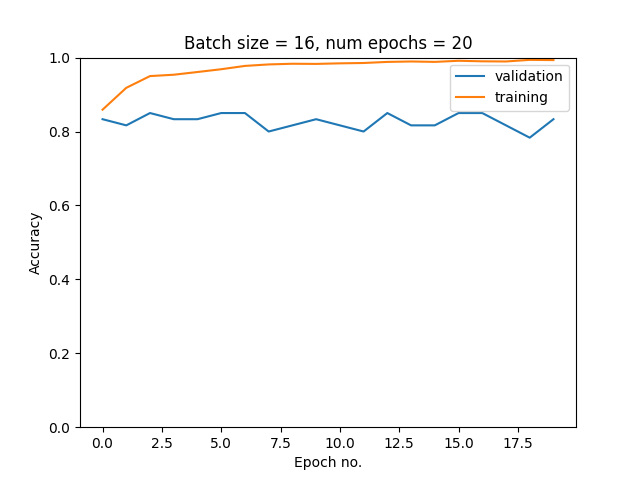 Batch size = 16, num epochs = 20
1.0
validation
training
0.8
0.6
Accuracy
0.4
0.2
0.0
0.0 2.5 5.0 7.5 10.0 12.5 15.0 17.5
Epoch no.